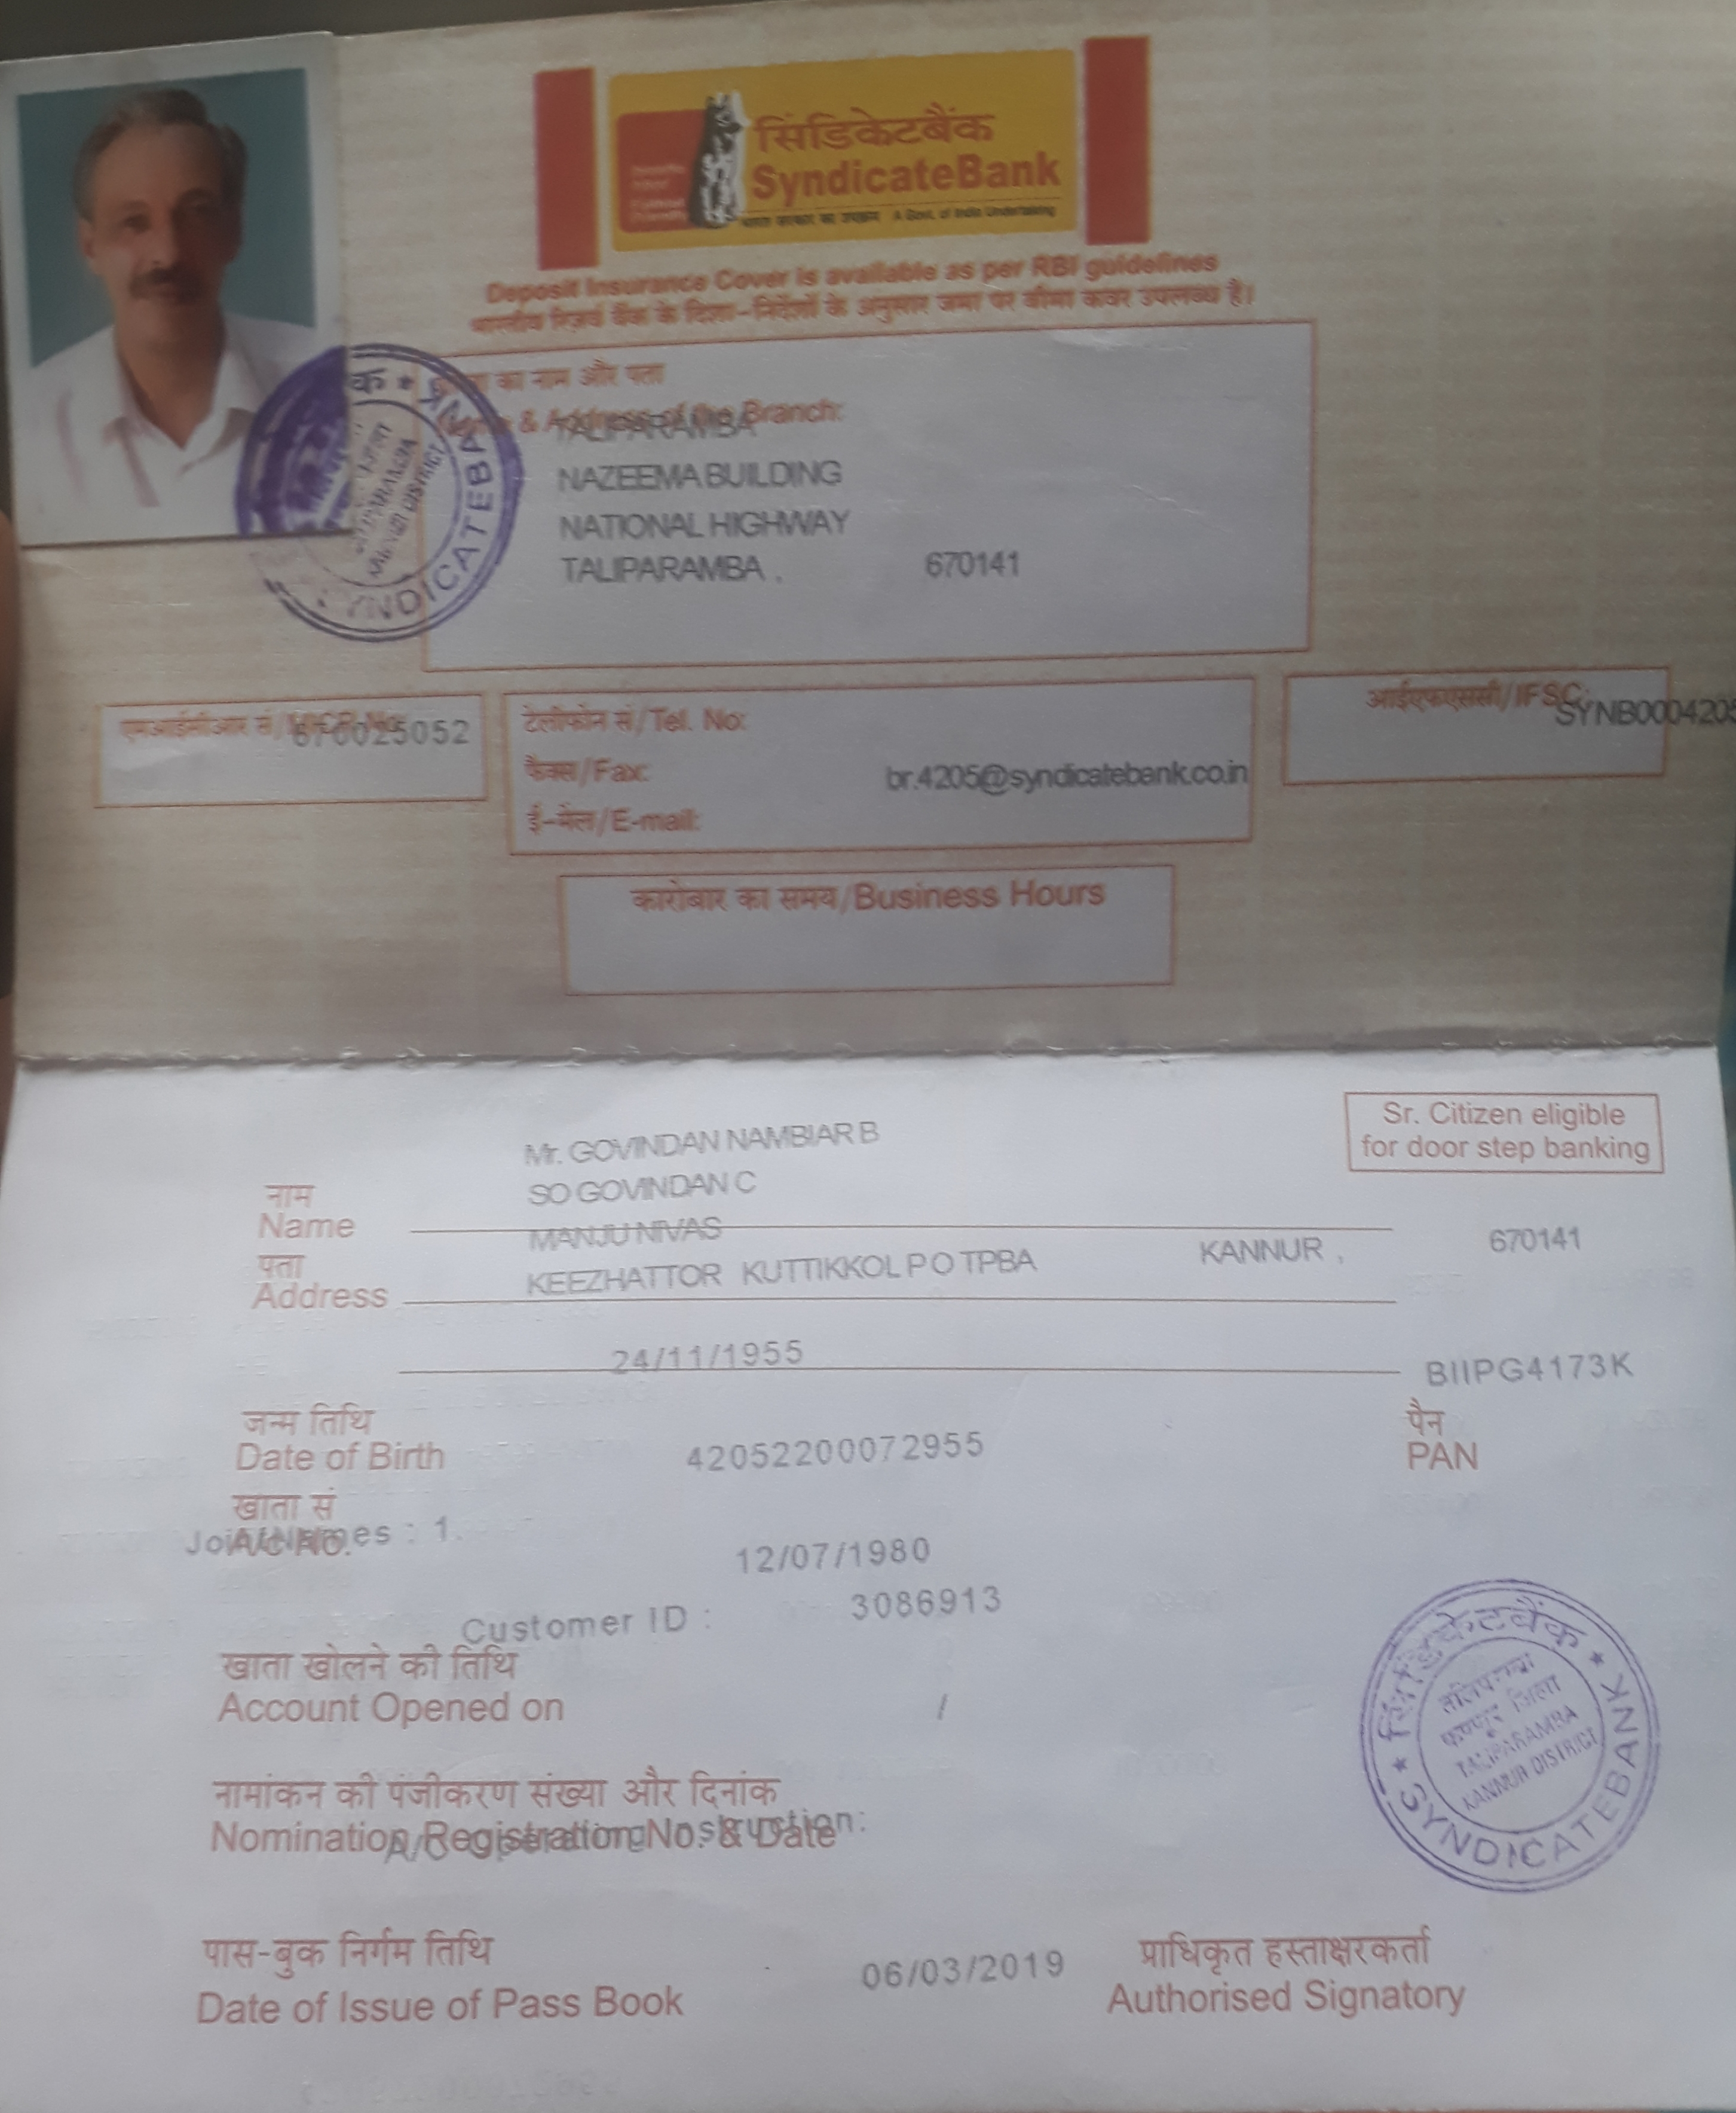 सिंडिकेटबैंक
SyndicateBank
भारत सरकार का उपक्रम A Govt. of India Undertaking
Deposit Insurance Cover is available as per RBI guidelines
भारतीय रिज़र्व बैंक के दिशा-निर्देशों के अनुसार जमा पर बीमा कवर उपलब्ध है।
का नाम और पता
& Address of the Branch:
TALIPARAMBA
NAZEEMA BUILDING
NATIONAL HIGHWAY
TALIPARAMBA , 670141
SYNDICATEBANK
TALIPARAMBA
KANNUR DISTRICT
एमआईसीआर सं/MICR No: 670025052
टेलीफोन सं/Tel. No:
फैक्स/Fax:
br.4205@syndicatebank.co.in
ई-मेल/E-mail:
आईएफएससी/IFSC: SYNB0004205
कारोबार का समय/Business Hours
Sr. Citizen eligible
for door step banking
Mr. GOVINDAN NAMBIAR B
SO GOVINDAN C
नाम
Name
MANJU NIVAS
पता
Address
KEEZHATTOR KUTTIKKOL P O TPBA KANNUR , 670141
24/11/1955
BIIPG4173K
जन्म तिथि
Date of Birth
पैन
PAN
42052200072955
खाता सं
A/C No.
Joint Names : 1.
12/07/1980
Customer ID : 3086913
खाता खोलने की तिथि
Account Opened on
/
नामांकन की पंजीकरण संख्या और दिनांक
Nomination Registration No. & Date
A/C Operating Instruction:
सिंडिकेटबैंक
तलिपरम्बा
कण्णूर जिला
TALIPARAMBA
KANNUR DISTRICT
SYNDICATEBANK
पास-बुक निर्गम तिथि
Date of Issue of Pass Book
06/03/2019
प्राधिकृत हस्ताक्षरकर्ता
Authorised Signatory